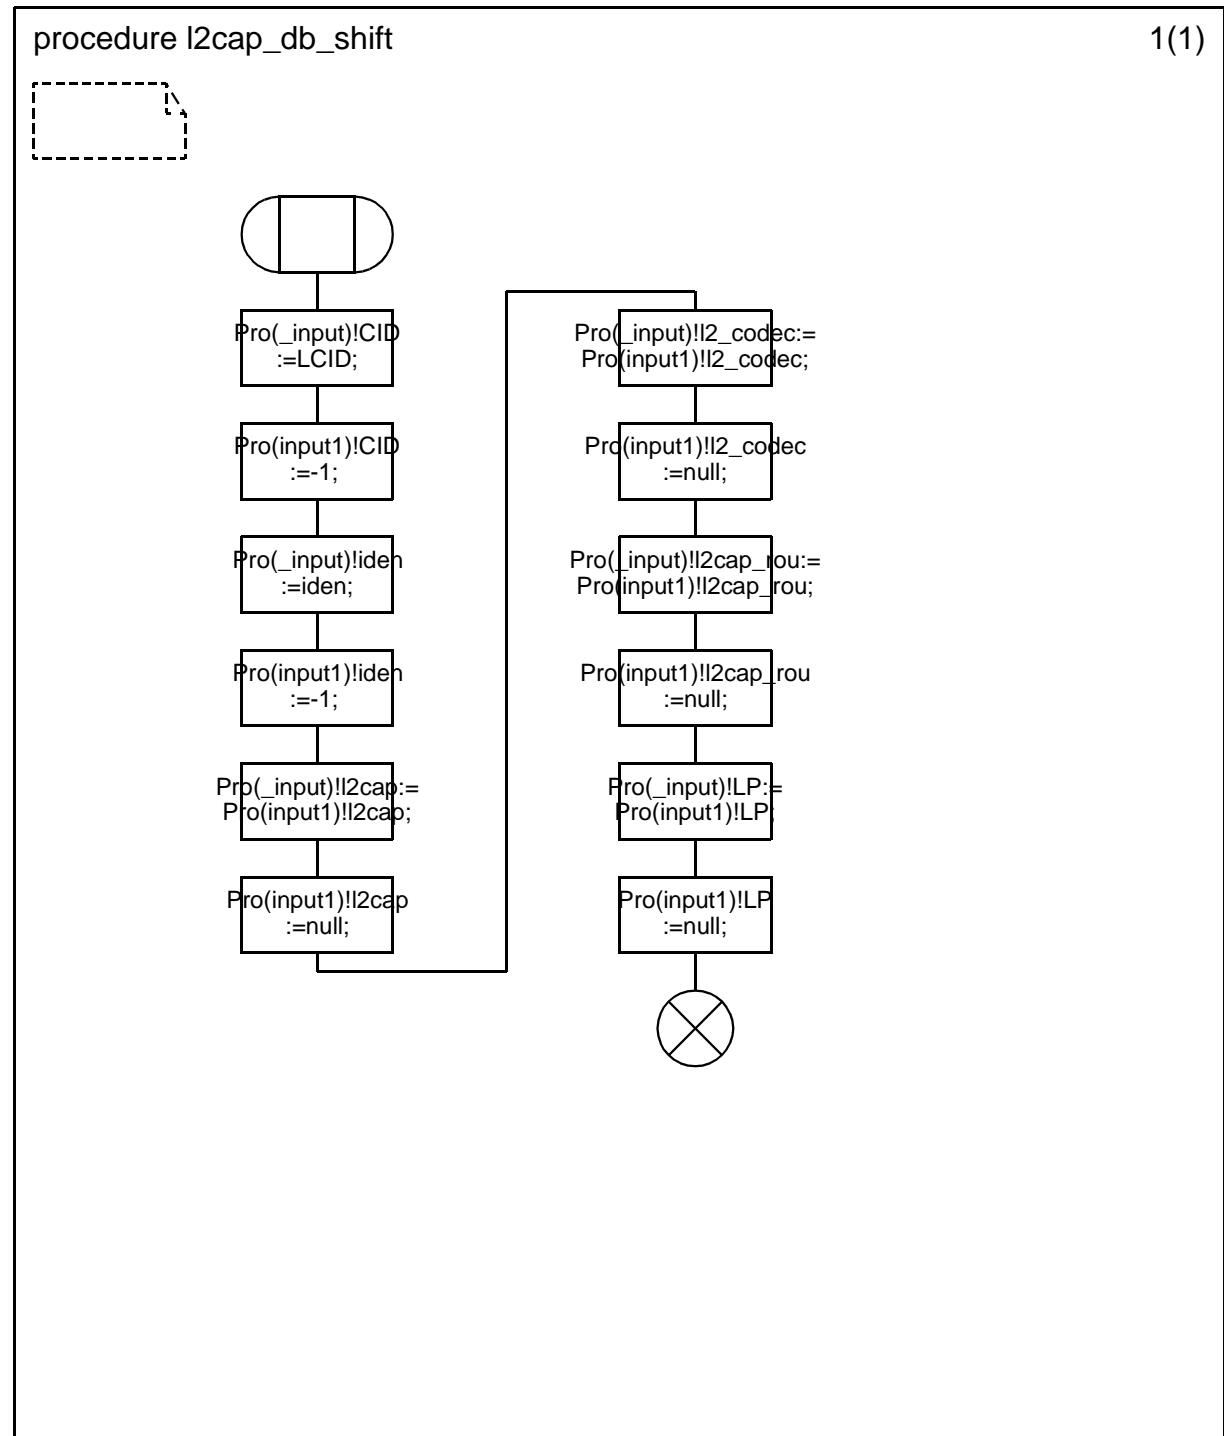 procedure l2cap_db_shift
1(1)
Pro(_input)!CID
:=LCID;
Pro(input1)!CID
:=-1;
Pro(_input)!iden
:=iden;
Pro(input1)!iden
:=-1;
Pro(_input)!l2cap:=
Pro(input1)!l2cap;
Pro(input1)!l2cap
:=null;
Pro(_input)!l2_codec:=
Pro(input1)!l2_codec;
Pro(input1)!l2_codec
:=null;
Pro(_input)!l2cap_rou:=
Pro(input1)!l2cap_rou;
Pro(input1)!l2cap_rou
:=null;
Pro(_input)!LP:=
Pro(input1)!LP;
Pro(input1)!LP
:=null;